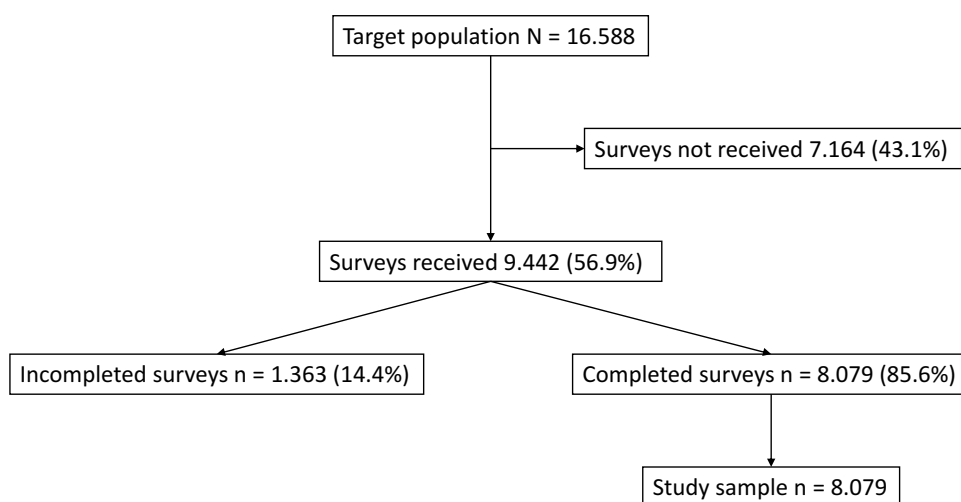 Target population N = 16.588
Surveys not received 7.164 (43.1%)
Surveys received 9.442 (56.9%)
Incompleted surveys n = 1.363 (14.4%)
Completed surveys n = 8.079 (85.6%)
Study sample n = 8.079